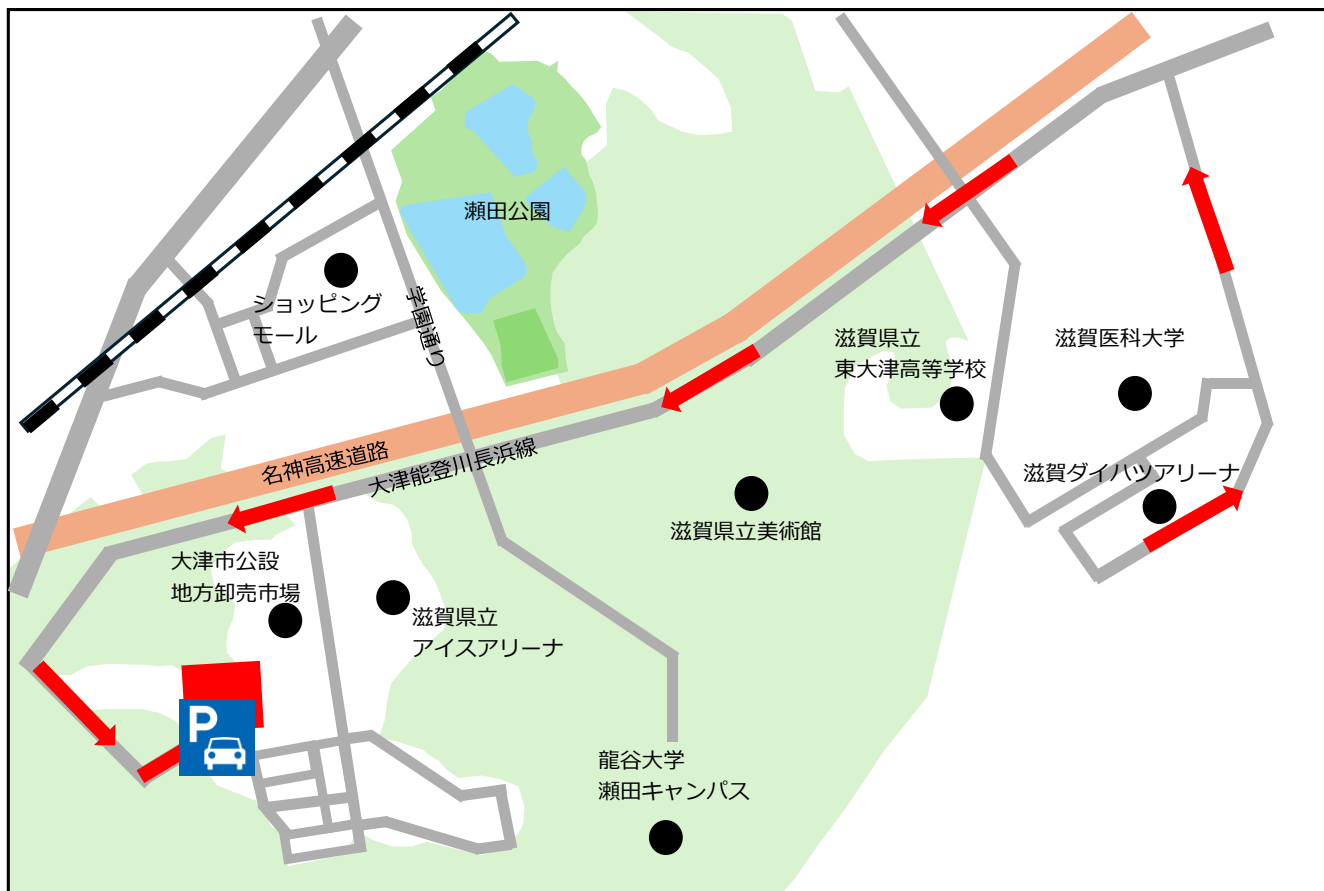 瀬田公園
ショッピング
モール
学園通り
滋賀県立
東大津高等学校
滋賀医科大学
名神高速道路
大津能登川長浜線
滋賀ダイハツアリーナ
滋賀県立美術館
大津市公設
地方卸売市場
滋賀県立
アイスアリーナ
P
龍谷大学
瀬田キャンパス